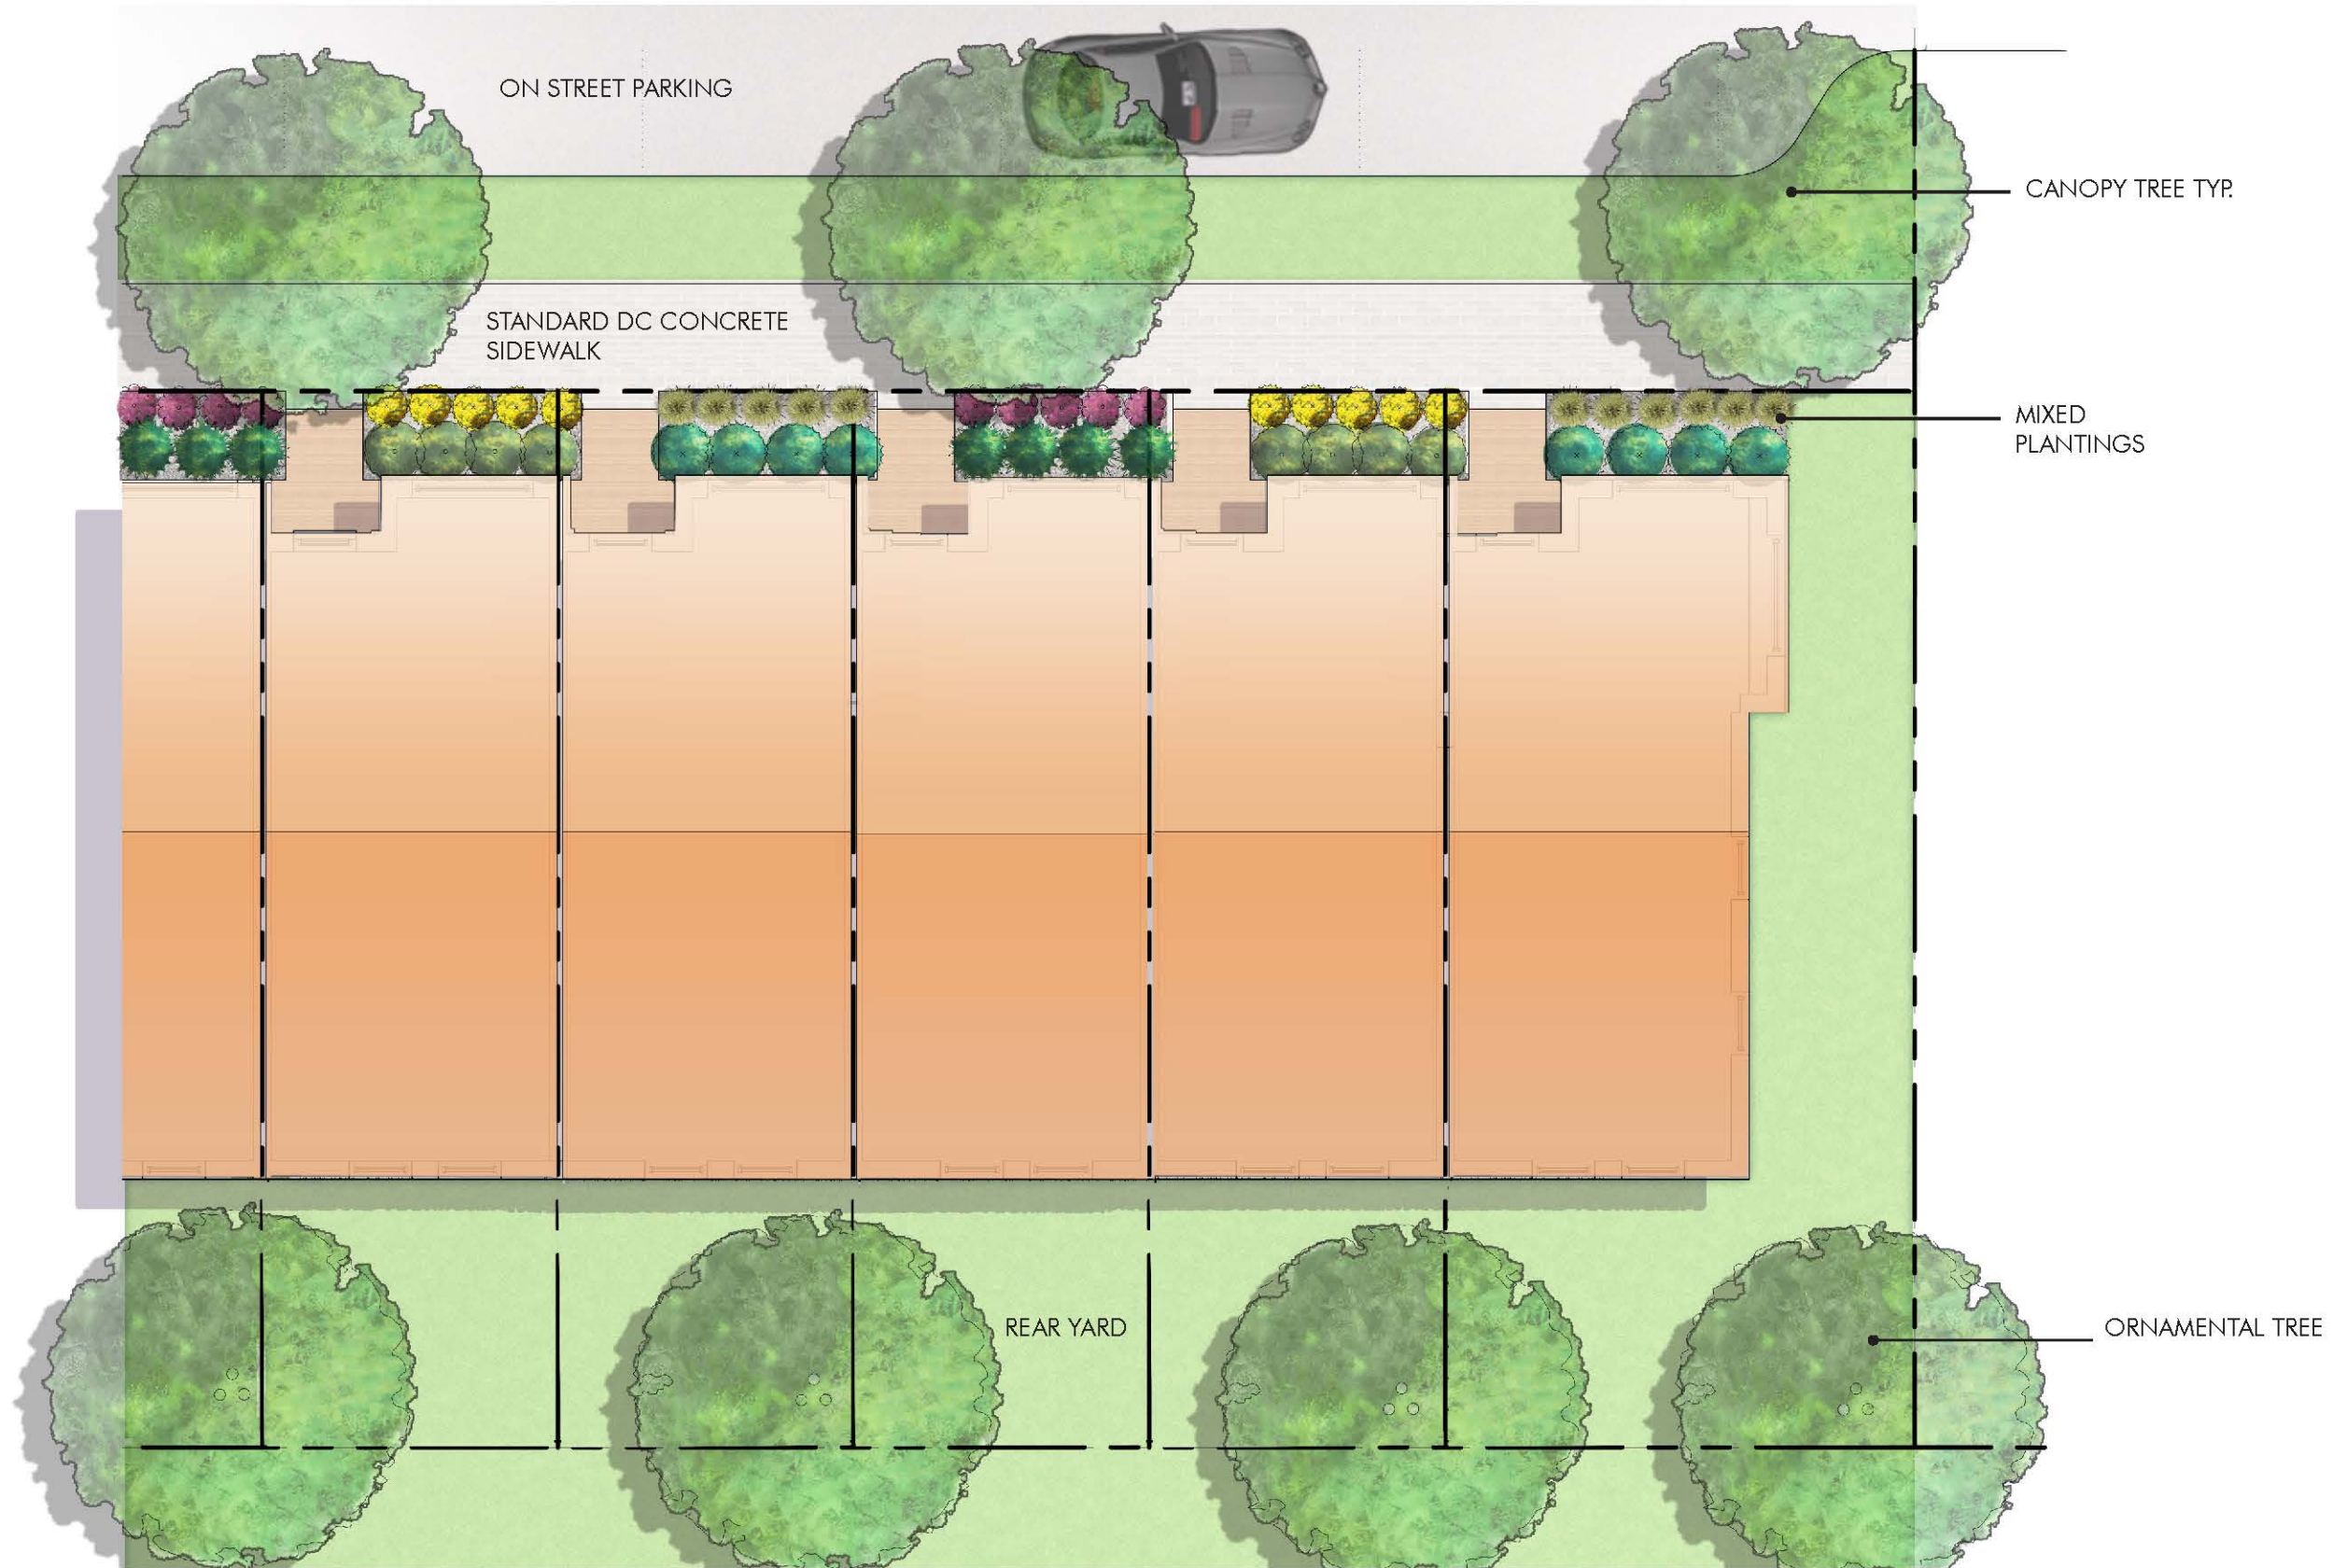 ON STREET PARKING
CANOPY TREE TYP.
STANDARD DC CONCRETE
SIDEWALK
MIXED
PLANTINGS
REAR YARD
ORNAMENTAL TREE